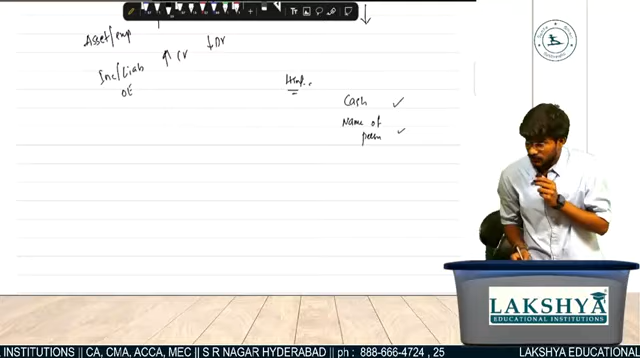 Asset/exp
↓ Dr
Inc/Liab ↑ Cr
OE
Cash ✓
Name of
person ✓
LAKSHYA
EDUCATIONAL INSTITUTIONS
INSTITUTIONS || CA, CMA, ACCA, MEC || S R NAGAR HYDERABAD || ph : 888-666-4724 , 25
LAKSHYA EDUCATIONAL